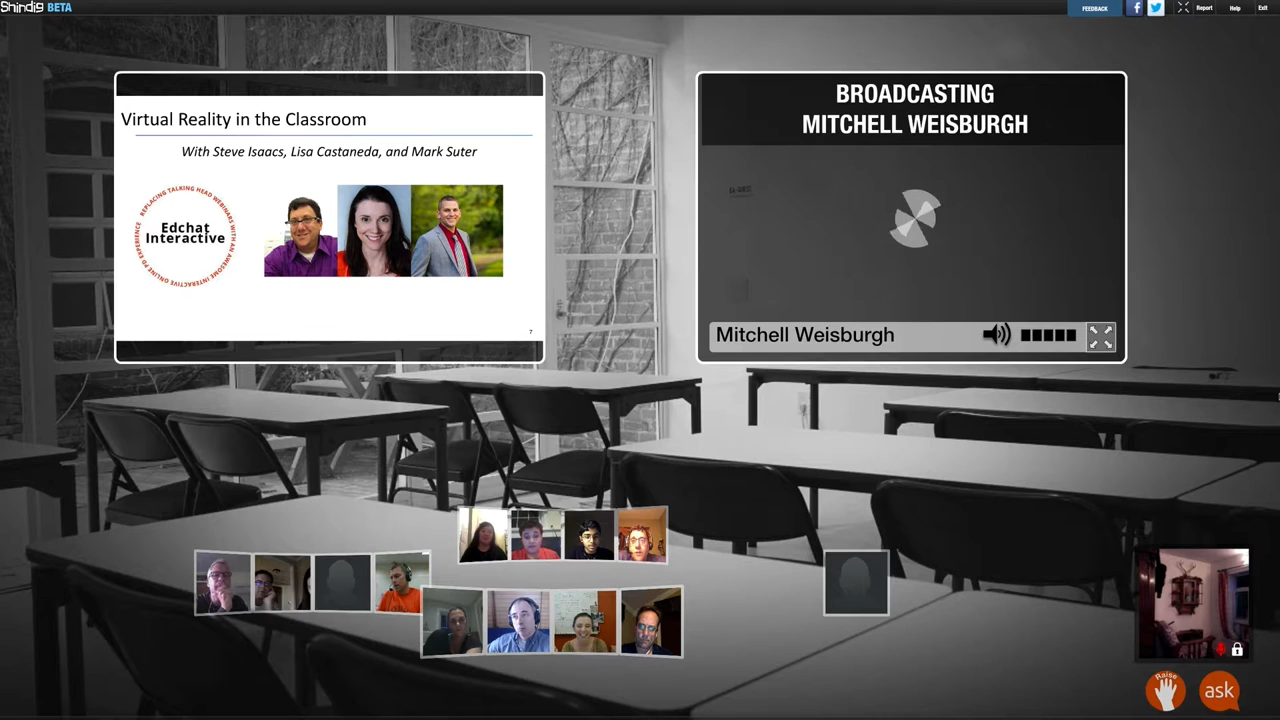 Shindig BETA
FEEDBACK
Report
Help
Exit
Virtual Reality in the Classroom
With Steve Isaacs, Lisa Castaneda, and Mark Suter
REPLACING TALKING HEAD WEBINARS WITH AN AWESOME INTERACTIVE ONLINE PD EXPERIENCE
Edchat
Interactive
7
BROADCASTING
MITCHELL WEISBURGH
Mitchell Weisburgh
Raise
ask